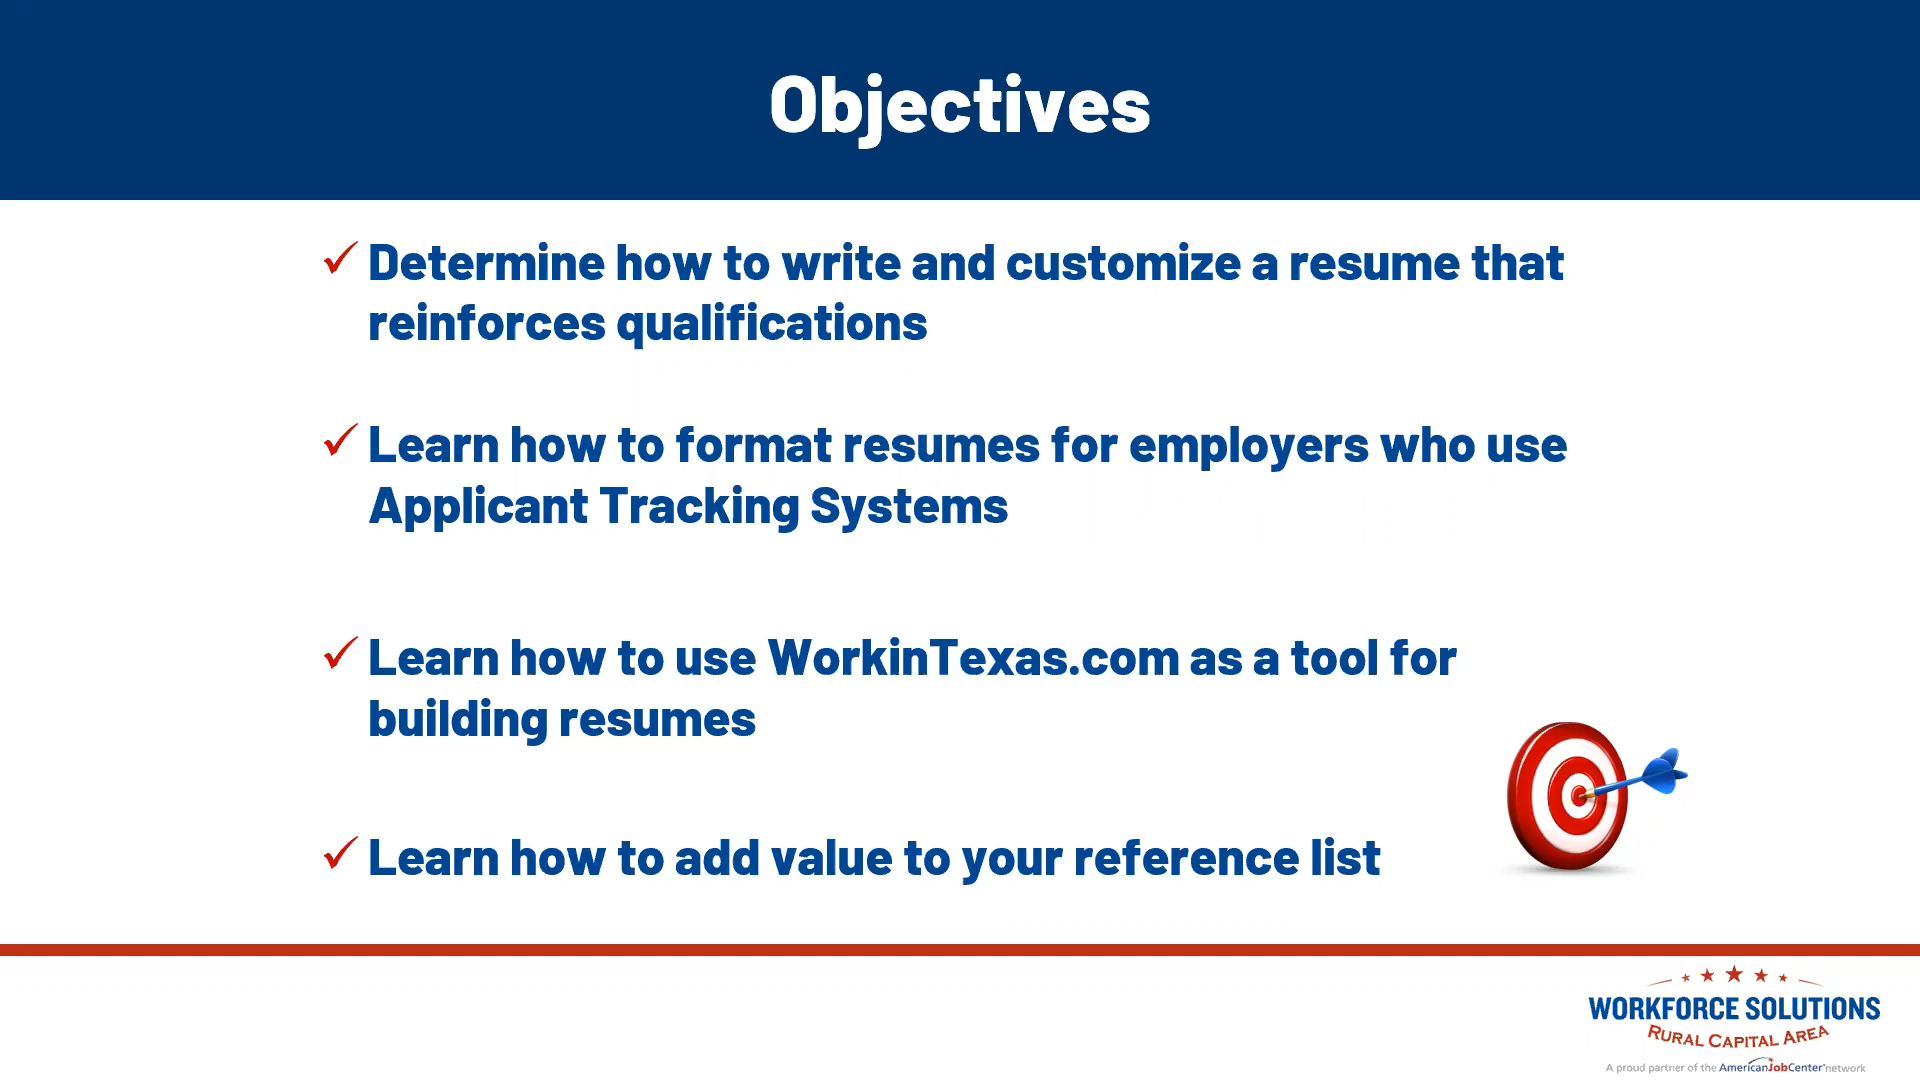 Objectives
✓ Determine how to write and customize a resume that
reinforces qualifications
✓ Learn how to format resumes for employers who use
Applicant Tracking Systems
✓ Learn how to use WorkinTexas.com as a tool for
building resumes
✓ Learn how to add value to your reference list
WORKFORCE SOLUTIONS
RURAL CAPITAL AREA
A proud partner of the AmericanJobCenter network